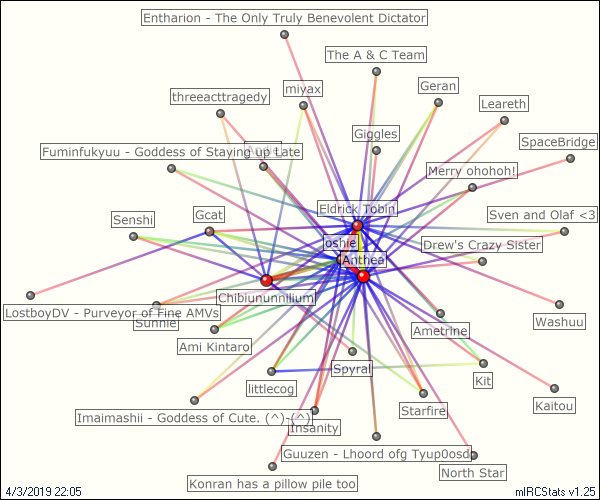 Entharion - The Only Truly Benevolent Dictator
The A & C Team
miyax
Geran
threeacttragedy
Leareth
Giggles
SpaceBridge
Fuminfukyuu - Goddess of Staying up Late
Merry ohohoh!
Eldrick Tobin
Senshi
Gcat
Sven and Olaf <3
Joshie
Drew's Crazy Sister
Anthea
Chibiununnilium
LostboyDV - Purveyor of Fine AMVs
Sunnie
Washuu
Ametrine
Ami Kintaro
Spyral
Kit
littlecog
Kaitou
Starfire
Imaimashii - Goddess of Cute. (^)-(^)
Insanity
Guuzen - Lhoord ofg Tyup0osd
North Star
Konran has a pillow pile too
4/3/2019 22:05
mIRCStats v1.25